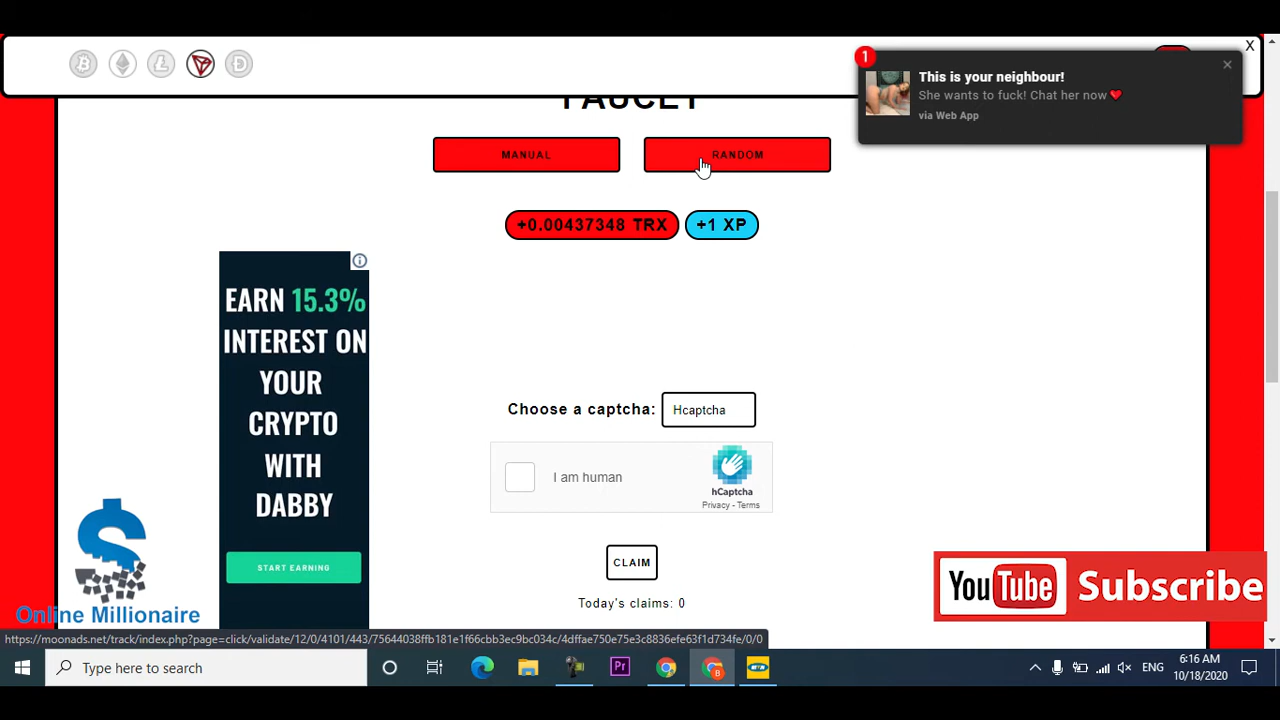 X
1
This is your neighbour!
She wants to fuck! Chat her now
via Web App
FAUCET
MANUAL
RANDOM
+0.00437348 TRX
+1 XP
EARN 15.3%
INTEREST ON
YOUR
CRYPTO
WITH
DABBY
START EARNING
Choose a captcha:
Hcaptcha
I am human
hCaptcha
Privacy - Terms
CLAIM
Today's claims: 0
Online Millionaire
YouTube Subscribe
https://moonads.net/track/index.php?page=click/validate/12/0/4101/443/75644038ffb181e1f66cbb3ec9bc034c/4dffae750e75e3c8836efe63f1d734fe/0/0
Type here to search
Pr
B
ENG
6:16 AM
10/18/2020